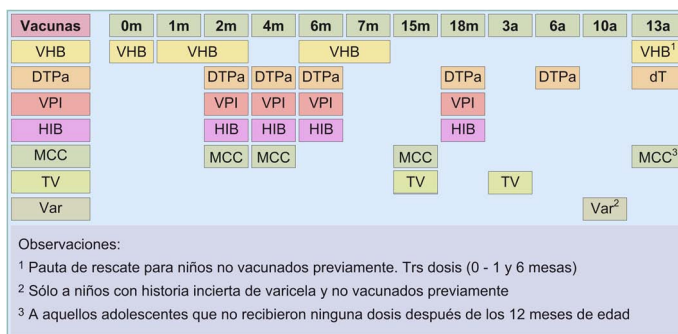 Vacunas 0m 1m 2m 4m 6m 7m 15m 18m 3a 6a 10a 13a
VHB VHB VHB VHB VHB¹
DTPa DTPa DTPa DTPa DTPa DTPa dT
VPI VPI VPI VPI VPI
HIB HIB HIB HIB HIB
MCC MCC MCC MCC MCC³
TV TV TV
Var Var²
Observaciones:
¹ Pauta de rescate para niños no vacunados previamente. Trs dosis (0 - 1 y 6 mesas)
² Sólo a niños con historia incierta de varicela y no vacunados previamente
³ A aquellos adolescentes que no recibieron ninguna dosis después de los 12 meses de edad